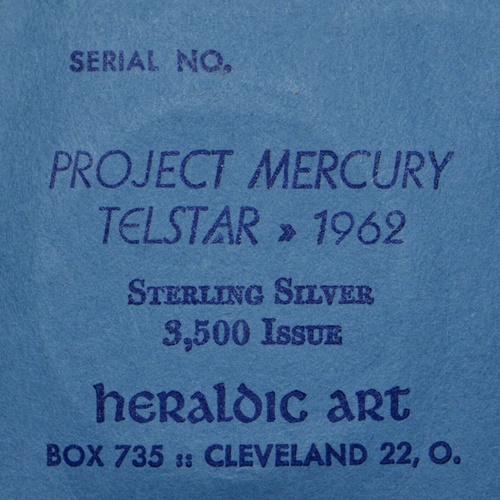 SERIAL NO.
PROJECT MERCURY
TELSTAR » 1962
STERLING SILVER
3,500 ISSUE
heraldic art
BOX 735 :: CLEVELAND 22, O.